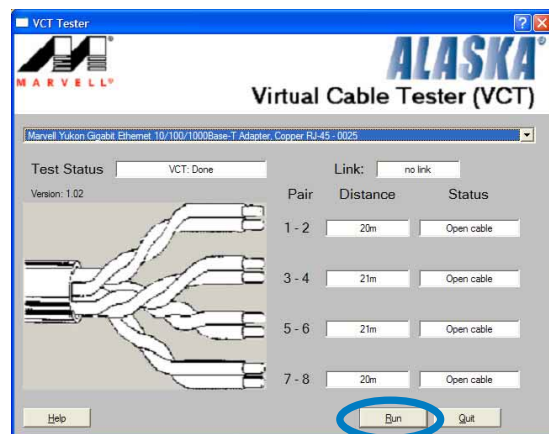 VCT Tester
MARVELL®
ALASKA®
Virtual Cable Tester (VCT)
Marvell Yukon Gigabit Ethernet 10/100/1000Base-T Adapter, Copper RJ-45 - 0025
Test Status VCT: Done Link: no link
Version: 1.02
Pair Distance Status
1 - 2 20m Open cable
3 - 4 21m Open cable
5 - 6 21m Open cable
7 - 8 20m Open cable
Help Run Quit